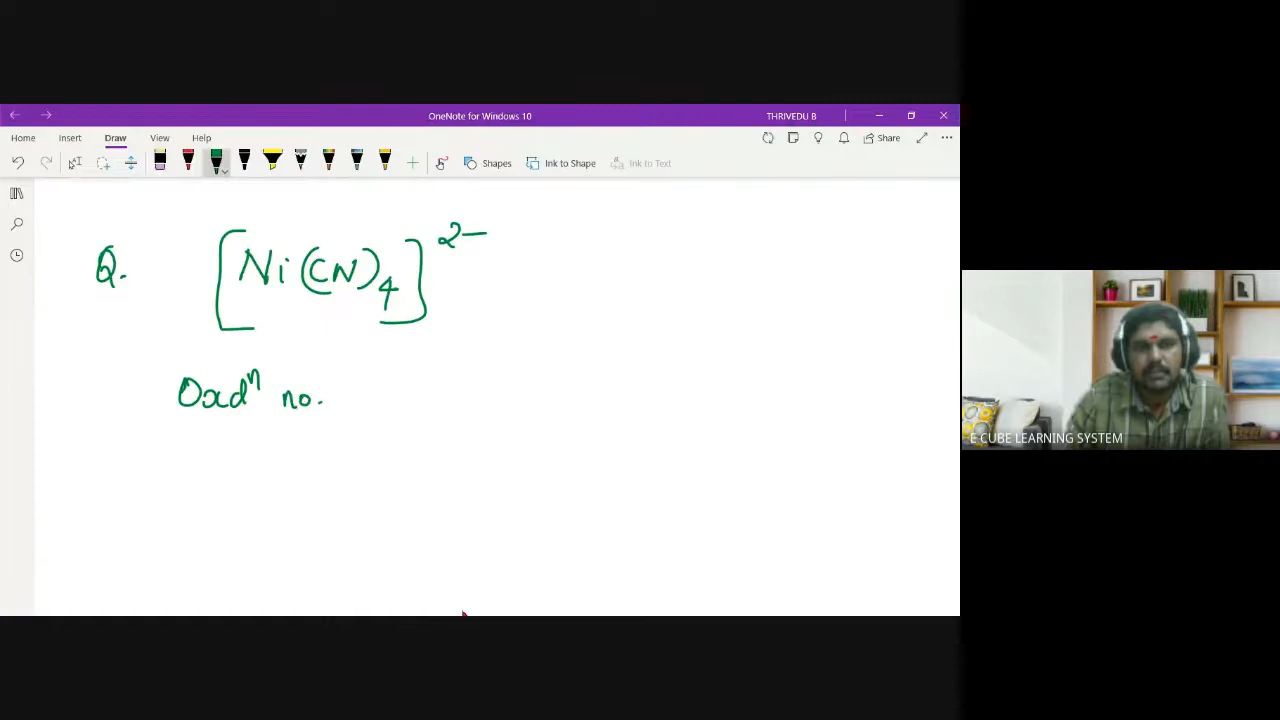 OneNote for Windows 10
THRIVEDU B
Home Insert Draw View Help
Share
Shapes Ink to Shape Ink to Text
Q. [Ni(CN)₄]²⁻
Oxdⁿ no.
E CUBE LEARNING SYSTEM